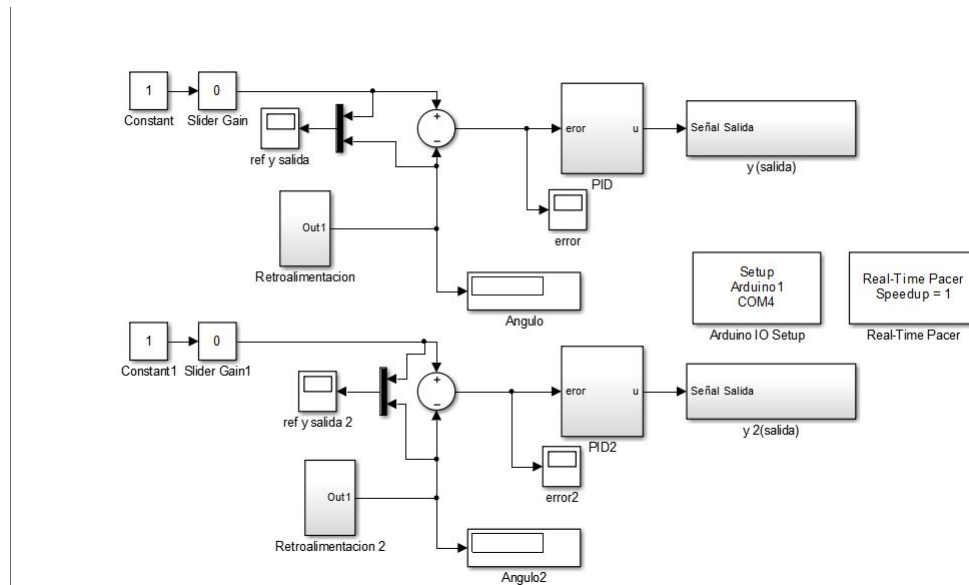 1
Constant
0
Slider Gain
ref y salida
+
−
eror
u
PID
Señal Salida
y (salida)
error
Out1
Retroalimentacion
Angulo
Setup
Arduino1
COM4
Arduino IO Setup
Real-Time Pacer
Speedup = 1
Real-Time Pacer
1
Constant1
0
Slider Gain1
ref y salida 2
+
−
eror
u
PID2
Señal Salida
y 2(salida)
error2
Out1
Retroalimentacion 2
Angulo2